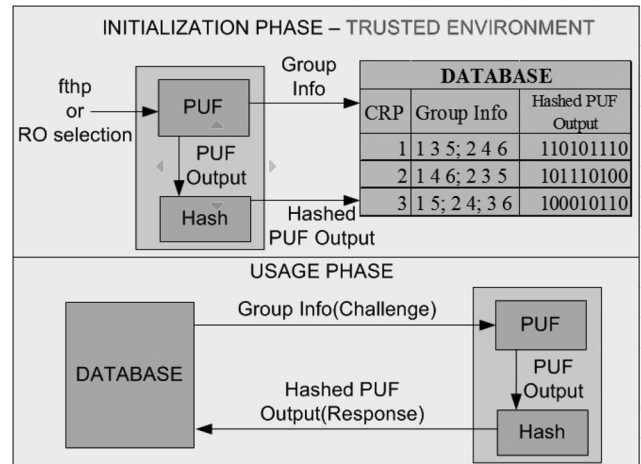 INITIALIZATION PHASE – TRUSTED ENVIRONMENT
fthp
or
RO selection
PUF
PUF
Output
Hash
Group
Info
Hashed
PUF Output
DATABASE
CRP Group Info Hashed PUF
Output
1 1 3 5; 2 4 6 110101110
2 1 4 6; 2 3 5 101110100
3 1 5; 2 4; 3 6 100010110
USAGE PHASE
DATABASE
Group Info(Challenge)
PUF
PUF
Output
Hash
Hashed PUF
Output(Response)